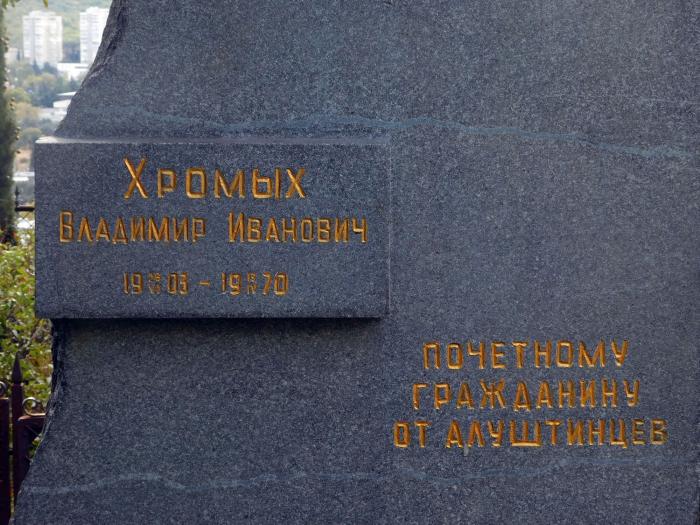 Хромых
Владимир Иванович
1903 – 1970
ПОЧЕТНОМУ
ГРАЖДАНИНУ
ОТ АЛУШТИНЦЕВ